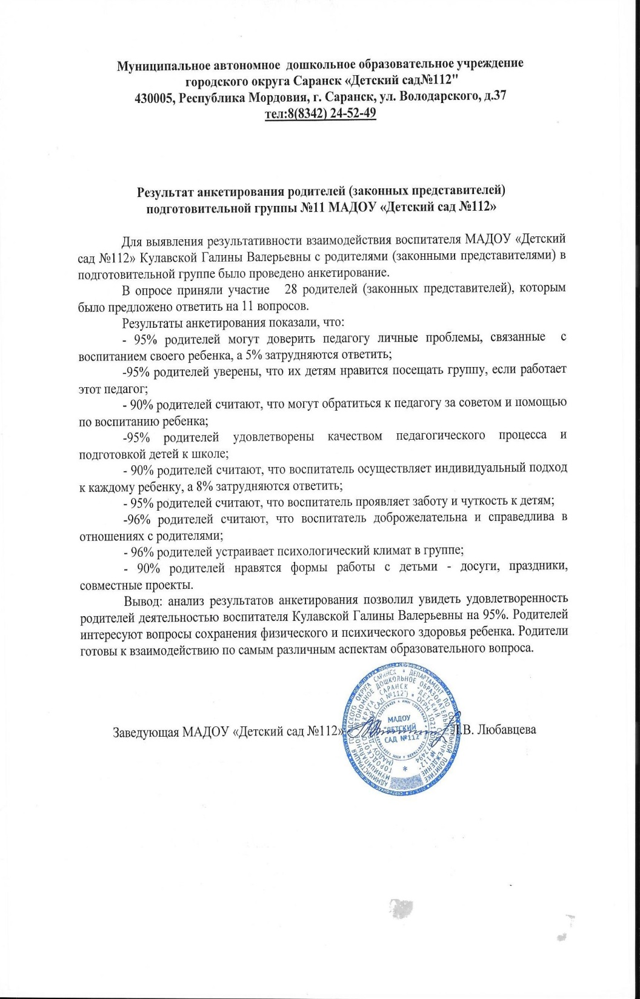 Муниципальное автономное дошкольное образовательное учреждение
городского округа Саранск «Детский сад№112"
430005, Республика Мордовия, г. Саранск, ул. Володарского, д.37
тел:8(8342) 24-52-49
Результат анкетирования родителей (законных представителей)
подготовительной группы №11 МАДОУ «Детский сад №112»
Для выявления результативности взаимодействия воспитателя МАДОУ «Детский
сад №112» Кулавской Галины Валерьевны с родителями (законными представителями) в
подготовительной группе было проведено анкетирование.
В опросе приняли участие 28 родителей (законных представителей), которым
было предложено ответить на 11 вопросов.
Результаты анкетирования показали, что:
- 95% родителей могут доверить педагогу личные проблемы, связанные с
воспитанием своего ребенка, а 5% затрудняются ответить;
-95% родителей уверены, что их детям нравится посещать группу, если работает
этот педагог;
- 90% родителей считают, что могут обратиться к педагогу за советом и помощью
по воспитанию ребенка;
-95% родителей удовлетворены качеством педагогического процесса и
подготовкой детей к школе;
- 90% родителей считают, что воспитатель осуществляет индивидуальный подход
к каждому ребенку, а 8% затрудняются ответить;
- 95% родителей считают, что воспитатель проявляет заботу и чуткость к детям;
-96% родителей считают, что воспитатель доброжелательна и справедлива в
отношениях с родителями;
- 96% родителей устраивает психологический климат в группе;
- 90% родителей нравятся формы работы с детьми - досуги, праздники,
совместные проекты.
Вывод: анализ результатов анкетирования позволил увидеть удовлетворенность
родителей деятельностью воспитателя Кулавской Галины Валерьевны на 95%. Родителей
интересуют вопросы сохранения физического и психического здоровья ребенка. Родители
готовы к взаимодействию по самым различным аспектам образовательного вопроса.
Заведующая МАДОУ «Детский сад №112» Л.В. Любавцева
МАДОУ
"ДЕТСКИЙ
САД №112"